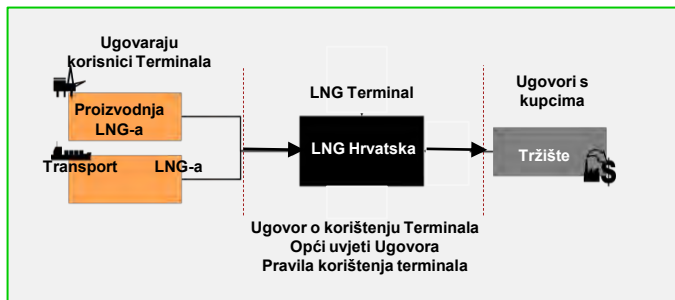 Ugovaraju
korisnici Terminala
Proizvodnja
LNG-a
Transport LNG-a
LNG Terminal
LNG Hrvatska
Ugovor o korištenju Terminala
Opći uvjeti Ugovora
Pravila korištenja terminala
Ugovori s
kupcima
Tržište
$